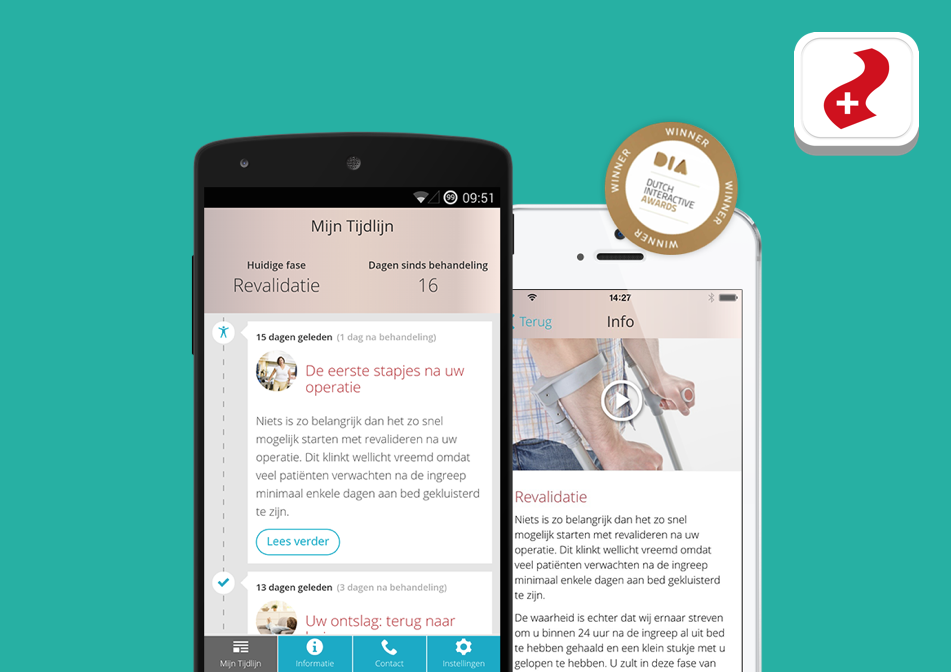 WINNER
WINNER
WINNER
WINNER
DIA
DUTCH
INTERACTIVE
AWARDS
99 09:51
Mijn Tijdlijn
Huidige fase
Revalidatie
Dagen sinds behandeling
16
15 dagen geleden (1 dag na behandeling)
De eerste stapjes na uw
operatie
Niets is zo belangrijk dan het zo snel
mogelijk starten met revalideren na uw
operatie. Dit klinkt wellicht vreemd omdat
veel patiënten verwachten na de ingreep
minimaal enkele dagen aan bed gekluisterd
te zijn.
Lees verder
13 dagen geleden (3 dagen na behandeling)
Uw ontslag: terug naar
Mijn Tijdlijn
Informatie
Contact
Instellingen
14:27
Terug
Info
Revalidatie
Niets is zo belangrijk dan het zo snel
mogelijk starten met revalideren na uw
operatie. Dit klinkt wellicht vreemd omdat
veel patiënten verwachten na de ingreep
minimaal enkele dagen aan bed gekluisterd
te zijn.
De waarheid is echter dat wij ernaar streven
om u binnen 24 uur na de ingreep al uit bed
te hebben gehaald en een klein stukje met u
gelopen te hebben. U zult in deze fase van